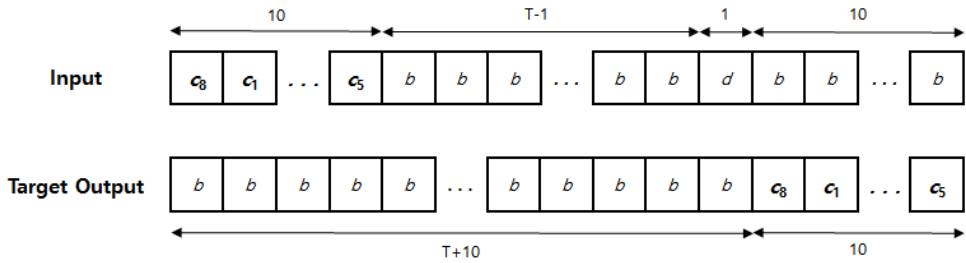 10 T-1 1 10
Input c8 c1 ... c5 b b b ... b b d b b ... b
Target Output b b b b b ... b b b b b c8 c1 ... c5
T+10 10